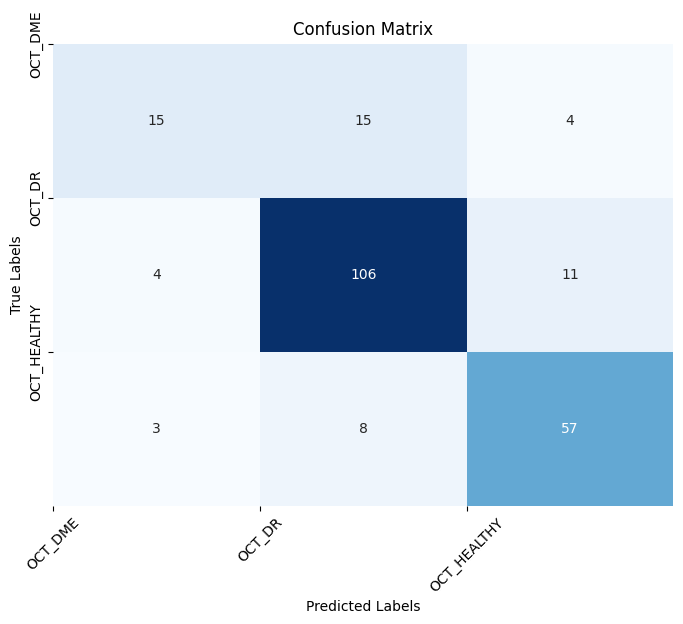 Confusion Matrix
True Labels
OCT_DME
15 15 4
OCT_DR
4 106 11
OCT_HEALTHY
3 8 57
OCT_DME OCT_DR OCT_HEALTHY
Predicted Labels